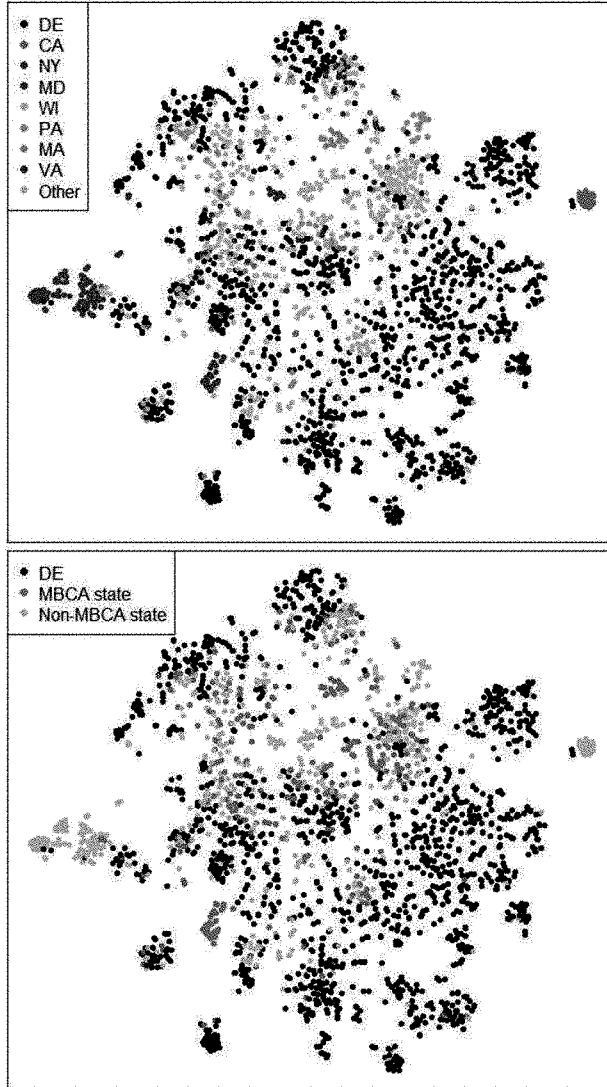 DE
CA
NY
MD
WI
PA
MA
VA
Other
DE
MBCA state
Non-MBCA state